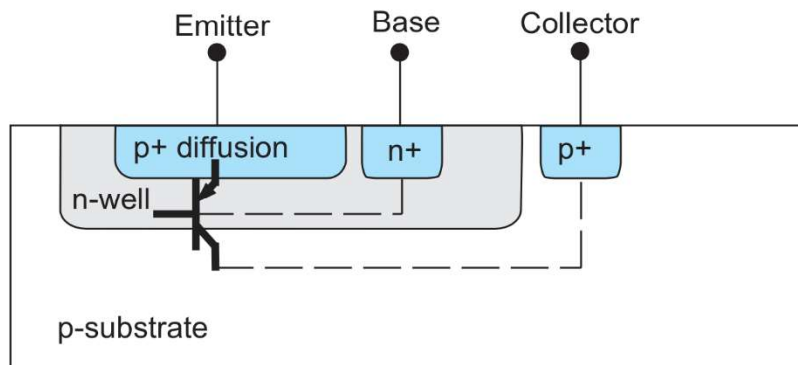 Emitter
Base
Collector
p+ diffusion
n+
p+
n-well
p-substrate